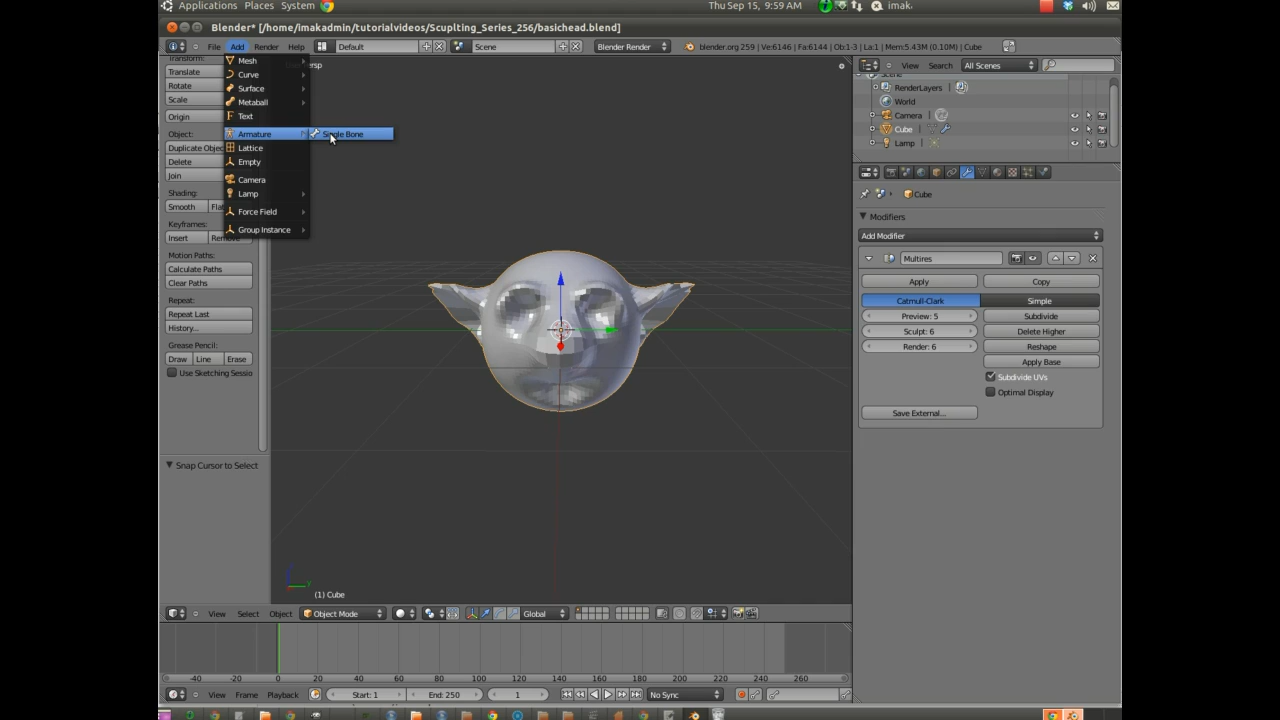 Applications Places System Thu Sep 15, 9:59 AM
Blender* [/home/imakadmin/tutorialvideos/Scuplting_Series_256/basichead.blend]
File Add Render Help Default Scene Blender Render blender.org 259 | Ve:6146 | Fa:6144 | Ob:1-3 | La:1 | Mem:5.43M (0.10M) | Cube
View Search All Scenes
RenderLayers
World
Camera
Cube
Lamp
Transform:
Translate
Rotate
Scale
Origin
Object:
Duplicate Objec
Delete
Join
Shading:
Smooth Flat
Keyframes:
Insert Remove
Motion Paths:
Calculate Paths
Clear Paths
Repeat:
Repeat Last
History...
Grease Pencil:
Draw Line Erase
Use Sketching Sessio
Snap Cursor to Select
Mesh
Curve
Surface
Metaball
Text
Armature
Single Bone
Lattice
Empty
Camera
Lamp
Force Field
Group Instance
(1) Cube
Cube
Modifiers
Add Modifier
Multires
Apply Copy
Catmull-Clark Simple
Preview: 5 Subdivide
Sculpt: 6 Delete Higher
Render: 6 Reshape
Apply Base
Subdivide UVs
Optimal Display
Save External...
View Select Object Object Mode Global
-40 -20 0 20 40 60 80 100 120 140 160 180 200 220 240 260
View Frame Playback Start: 1 End: 250 1 No Sync